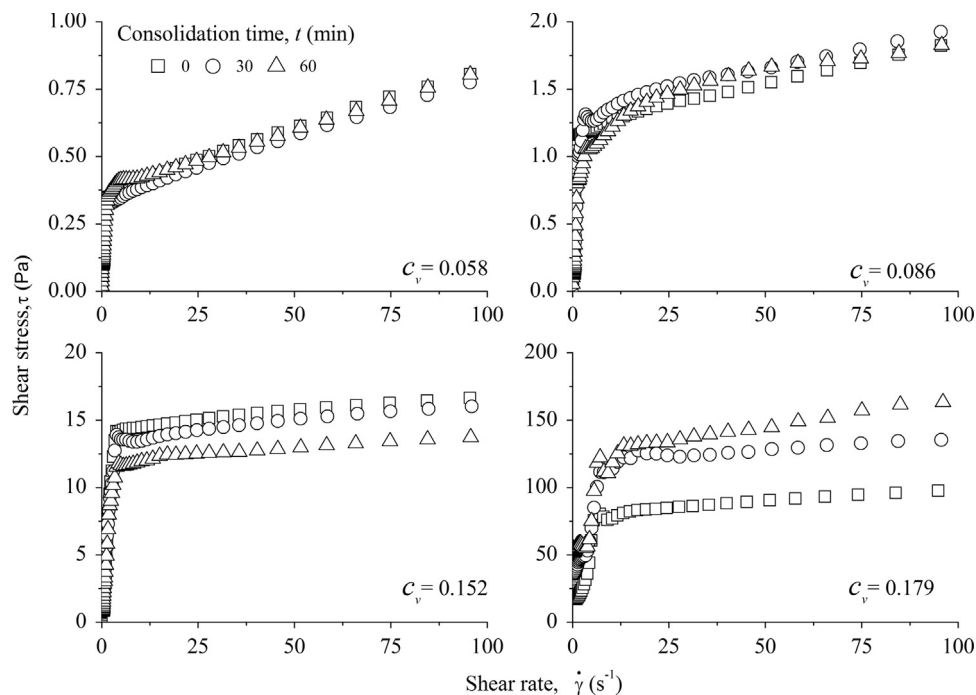 Consolidation time, t (min)
0 30 60
1.00
0.75
0.50
0.25
0.00
0 25 50 75 100
c_v = 0.058
2.0
1.5
1.0
0.5
0.0
0 25 50 75 100
c_v = 0.086
20
15
10
5
0
0 25 50 75 100
c_v = 0.152
200
150
100
50
0
0 25 50 75 100
c_v = 0.179
Shear stress, τ (Pa)
Shear rate, γ̇ (s⁻¹)